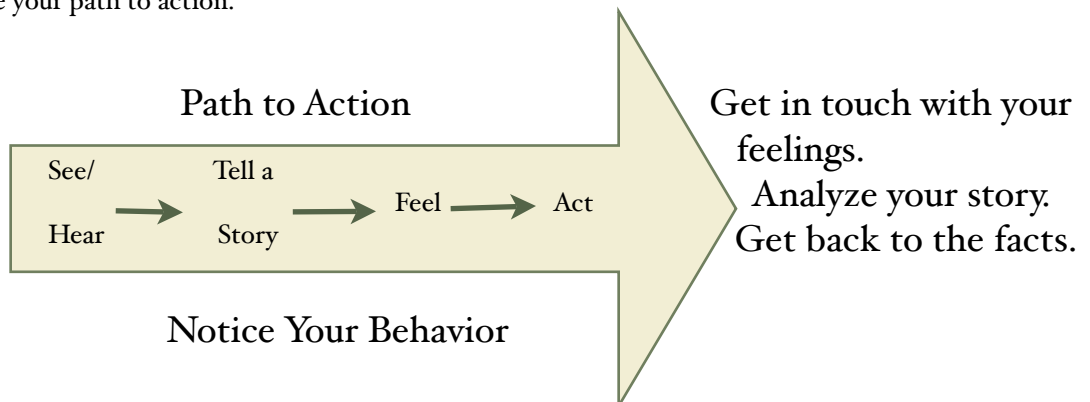 your path to action.
Path to Action
See/
Hear
Tell a
Story
Feel
Act
Notice Your Behavior
Get in touch with your
feelings.
Analyze your story.
Get back to the facts.